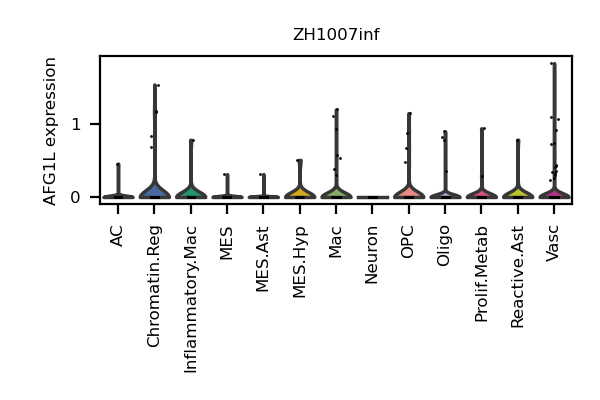 ZH1007inf
AFG1L expression
1
0
AC
Chromatin.Reg
Inflammatory.Mac
MES
MES.Ast
MES.Hyp
Mac
Neuron
OPC
Oligo
Prolif.Metab
Reactive.Ast
Vasc